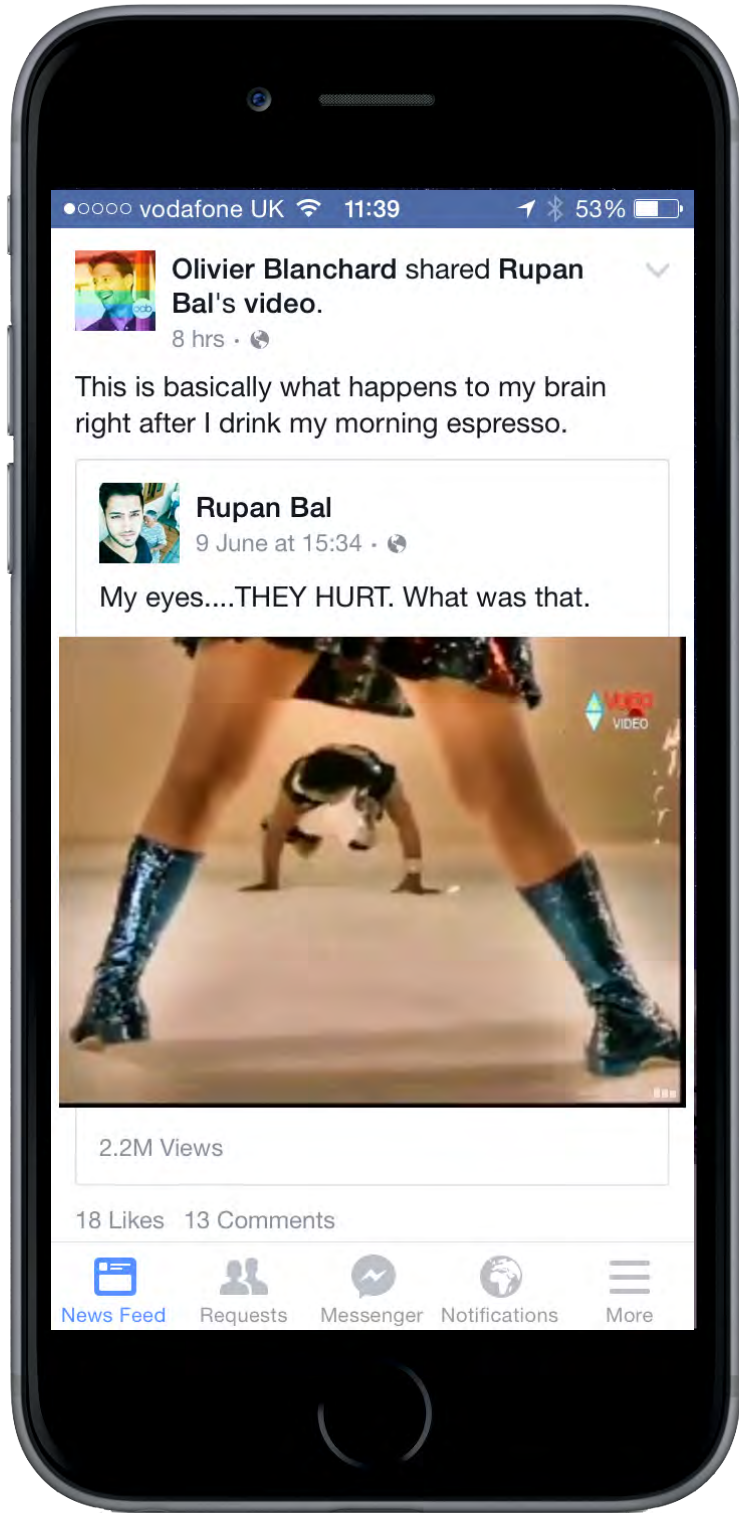 vodafone UK 11:39 53%
Olivier Blanchard shared Rupan
Bal's video.
8 hrs ·
This is basically what happens to my brain
right after I drink my morning espresso.
Rupan Bal
9 June at 15:34 ·
My eyes....THEY HURT. What was that.
VIDEO
2.2M Views
18 Likes 13 Comments
News Feed Requests Messenger Notifications More